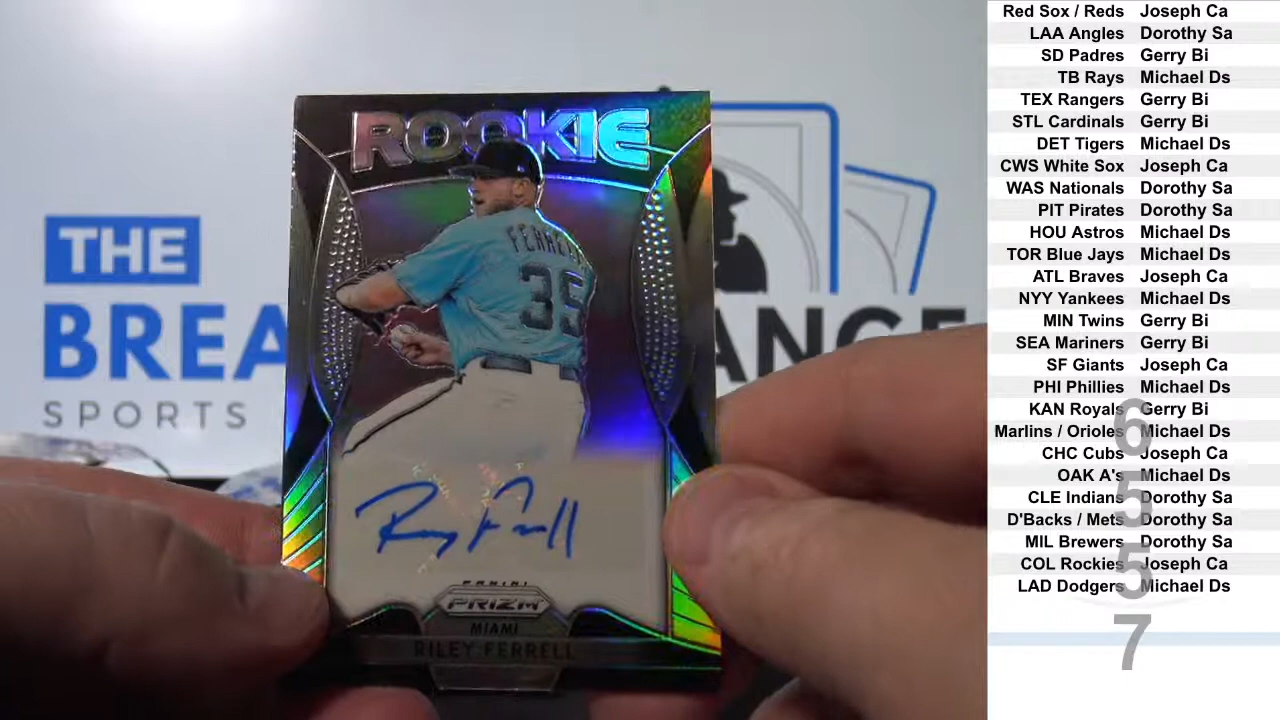 ROOKIE
FERRELL
35
THE
BREA
ANGE
SPORTS
Riley Ferrell
PANINI
PRIZM
MIAMI
RILEY FERRELL
Red Sox / Reds Joseph Ca
LAA Angles Dorothy Sa
SD Padres Gerry Bi
TB Rays Michael Ds
TEX Rangers Gerry Bi
STL Cardinals Gerry Bi
DET Tigers Michael Ds
CWS White Sox Joseph Ca
WAS Nationals Dorothy Sa
PIT Pirates Dorothy Sa
HOU Astros Michael Ds
TOR Blue Jays Michael Ds
ATL Braves Joseph Ca
NYY Yankees Michael Ds
MIN Twins Gerry Bi
SEA Mariners Gerry Bi
SF Giants Joseph Ca
PHI Phillies Michael Ds
KAN Royals Gerry Bi
Marlins / Orioles Michael Ds
CHC Cubs Joseph Ca
OAK A's Michael Ds
CLE Indians Dorothy Sa
D'Backs / Mets Dorothy Sa
MIL Brewers Dorothy Sa
COL Rockies Joseph Ca
LAD Dodgers Michael Ds
6
5
5
7